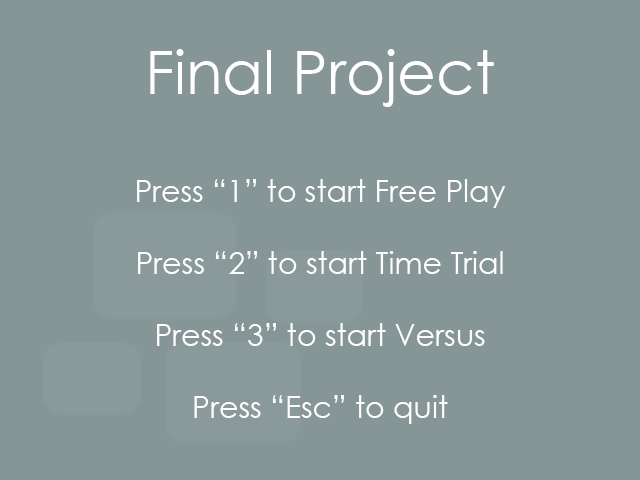 Final Project
Press “1” to start Free Play
Press “2” to start Time Trial
Press “3” to start Versus
Press “Esc” to quit